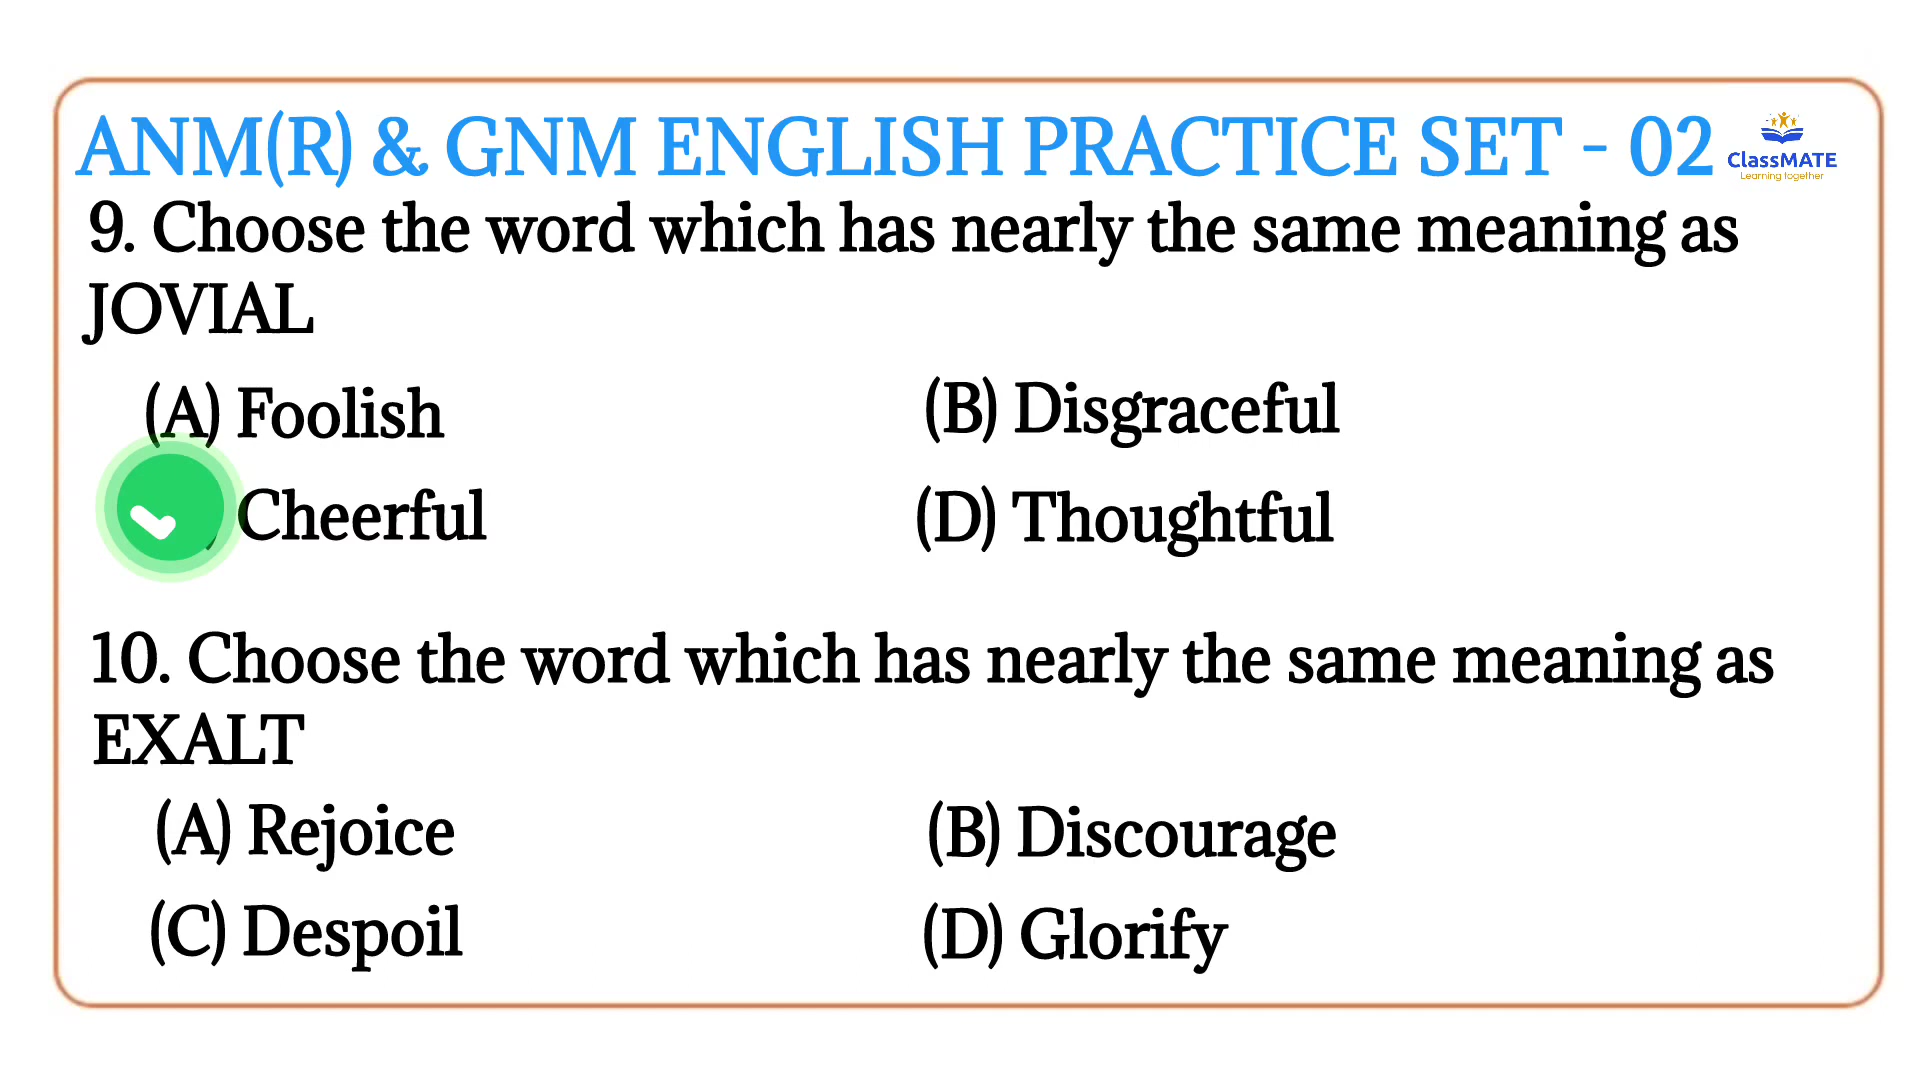 ANM(R) & GNM ENGLISH PRACTICE SET - 02
ClassMATE
Learning together
9. Choose the word which has nearly the same meaning as
JOVIAL
(A) Foolish
(B) Disgraceful
Cheerful
(D) Thoughtful
10. Choose the word which has nearly the same meaning as
EXALT
(A) Rejoice
(B) Discourage
(C) Despoil
(D) Glorify